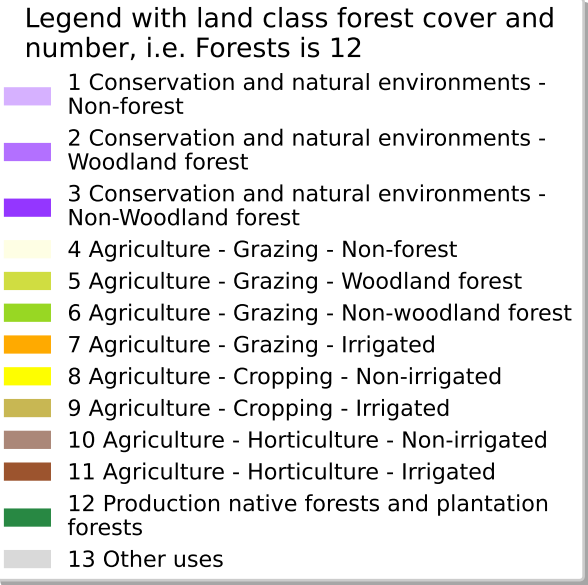 Legend with land class forest cover and
number, i.e. Forests is 12
1 Conservation and natural environments -
Non-forest
2 Conservation and natural environments -
Woodland forest
3 Conservation and natural environments -
Non-Woodland forest
4 Agriculture - Grazing - Non-forest
5 Agriculture - Grazing - Woodland forest
6 Agriculture - Grazing - Non-woodland forest
7 Agriculture - Grazing - Irrigated
8 Agriculture - Cropping - Non-irrigated
9 Agriculture - Cropping - Irrigated
10 Agriculture - Horticulture - Non-irrigated
11 Agriculture - Horticulture - Irrigated
12 Production native forests and plantation
forests
13 Other uses